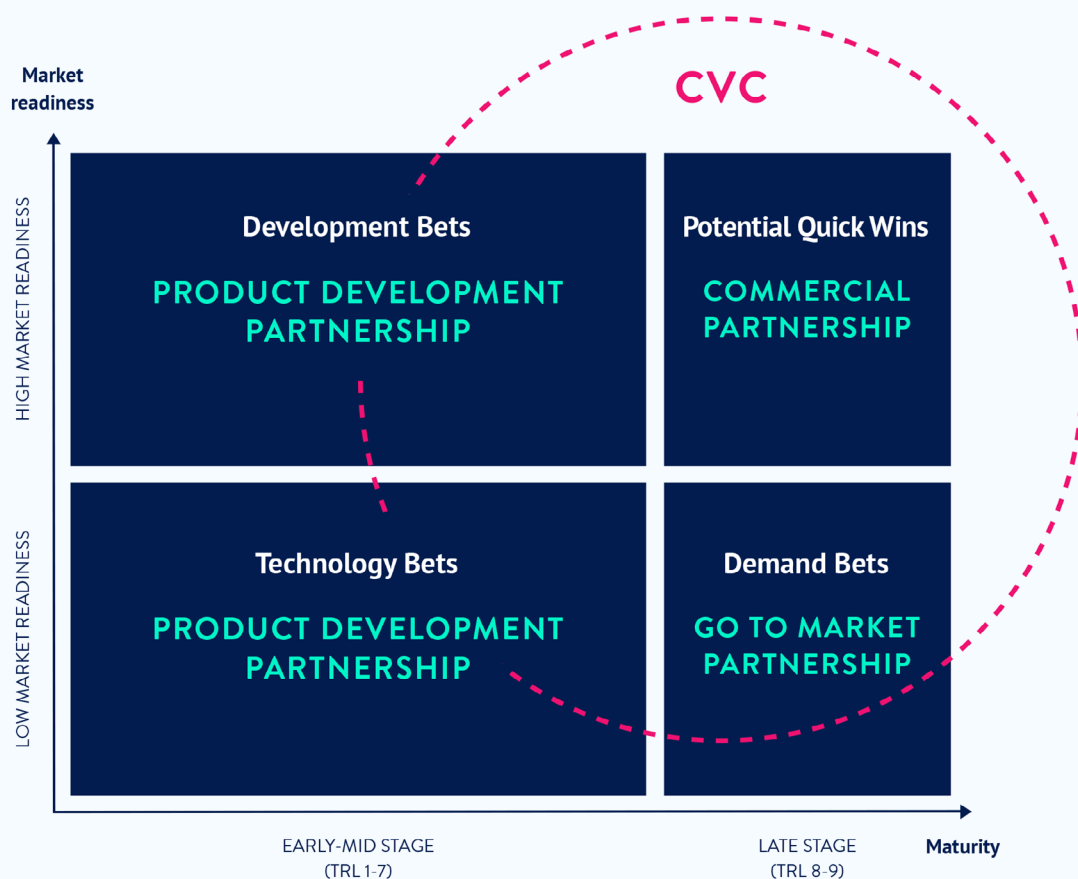 CVC
Market
readiness
HIGH MARKET READINESS
Development Bets
PRODUCT DEVELOPMENT
PARTNERSHIP
Potential Quick Wins
COMMERCIAL
PARTNERSHIP
LOW MARKET READINESS
Technology Bets
PRODUCT DEVELOPMENT
PARTNERSHIP
Demand Bets
GO TO MARKET
PARTNERSHIP
EARLY-MID STAGE
(TRL 1-7)
LATE STAGE
(TRL 8-9)
Maturity